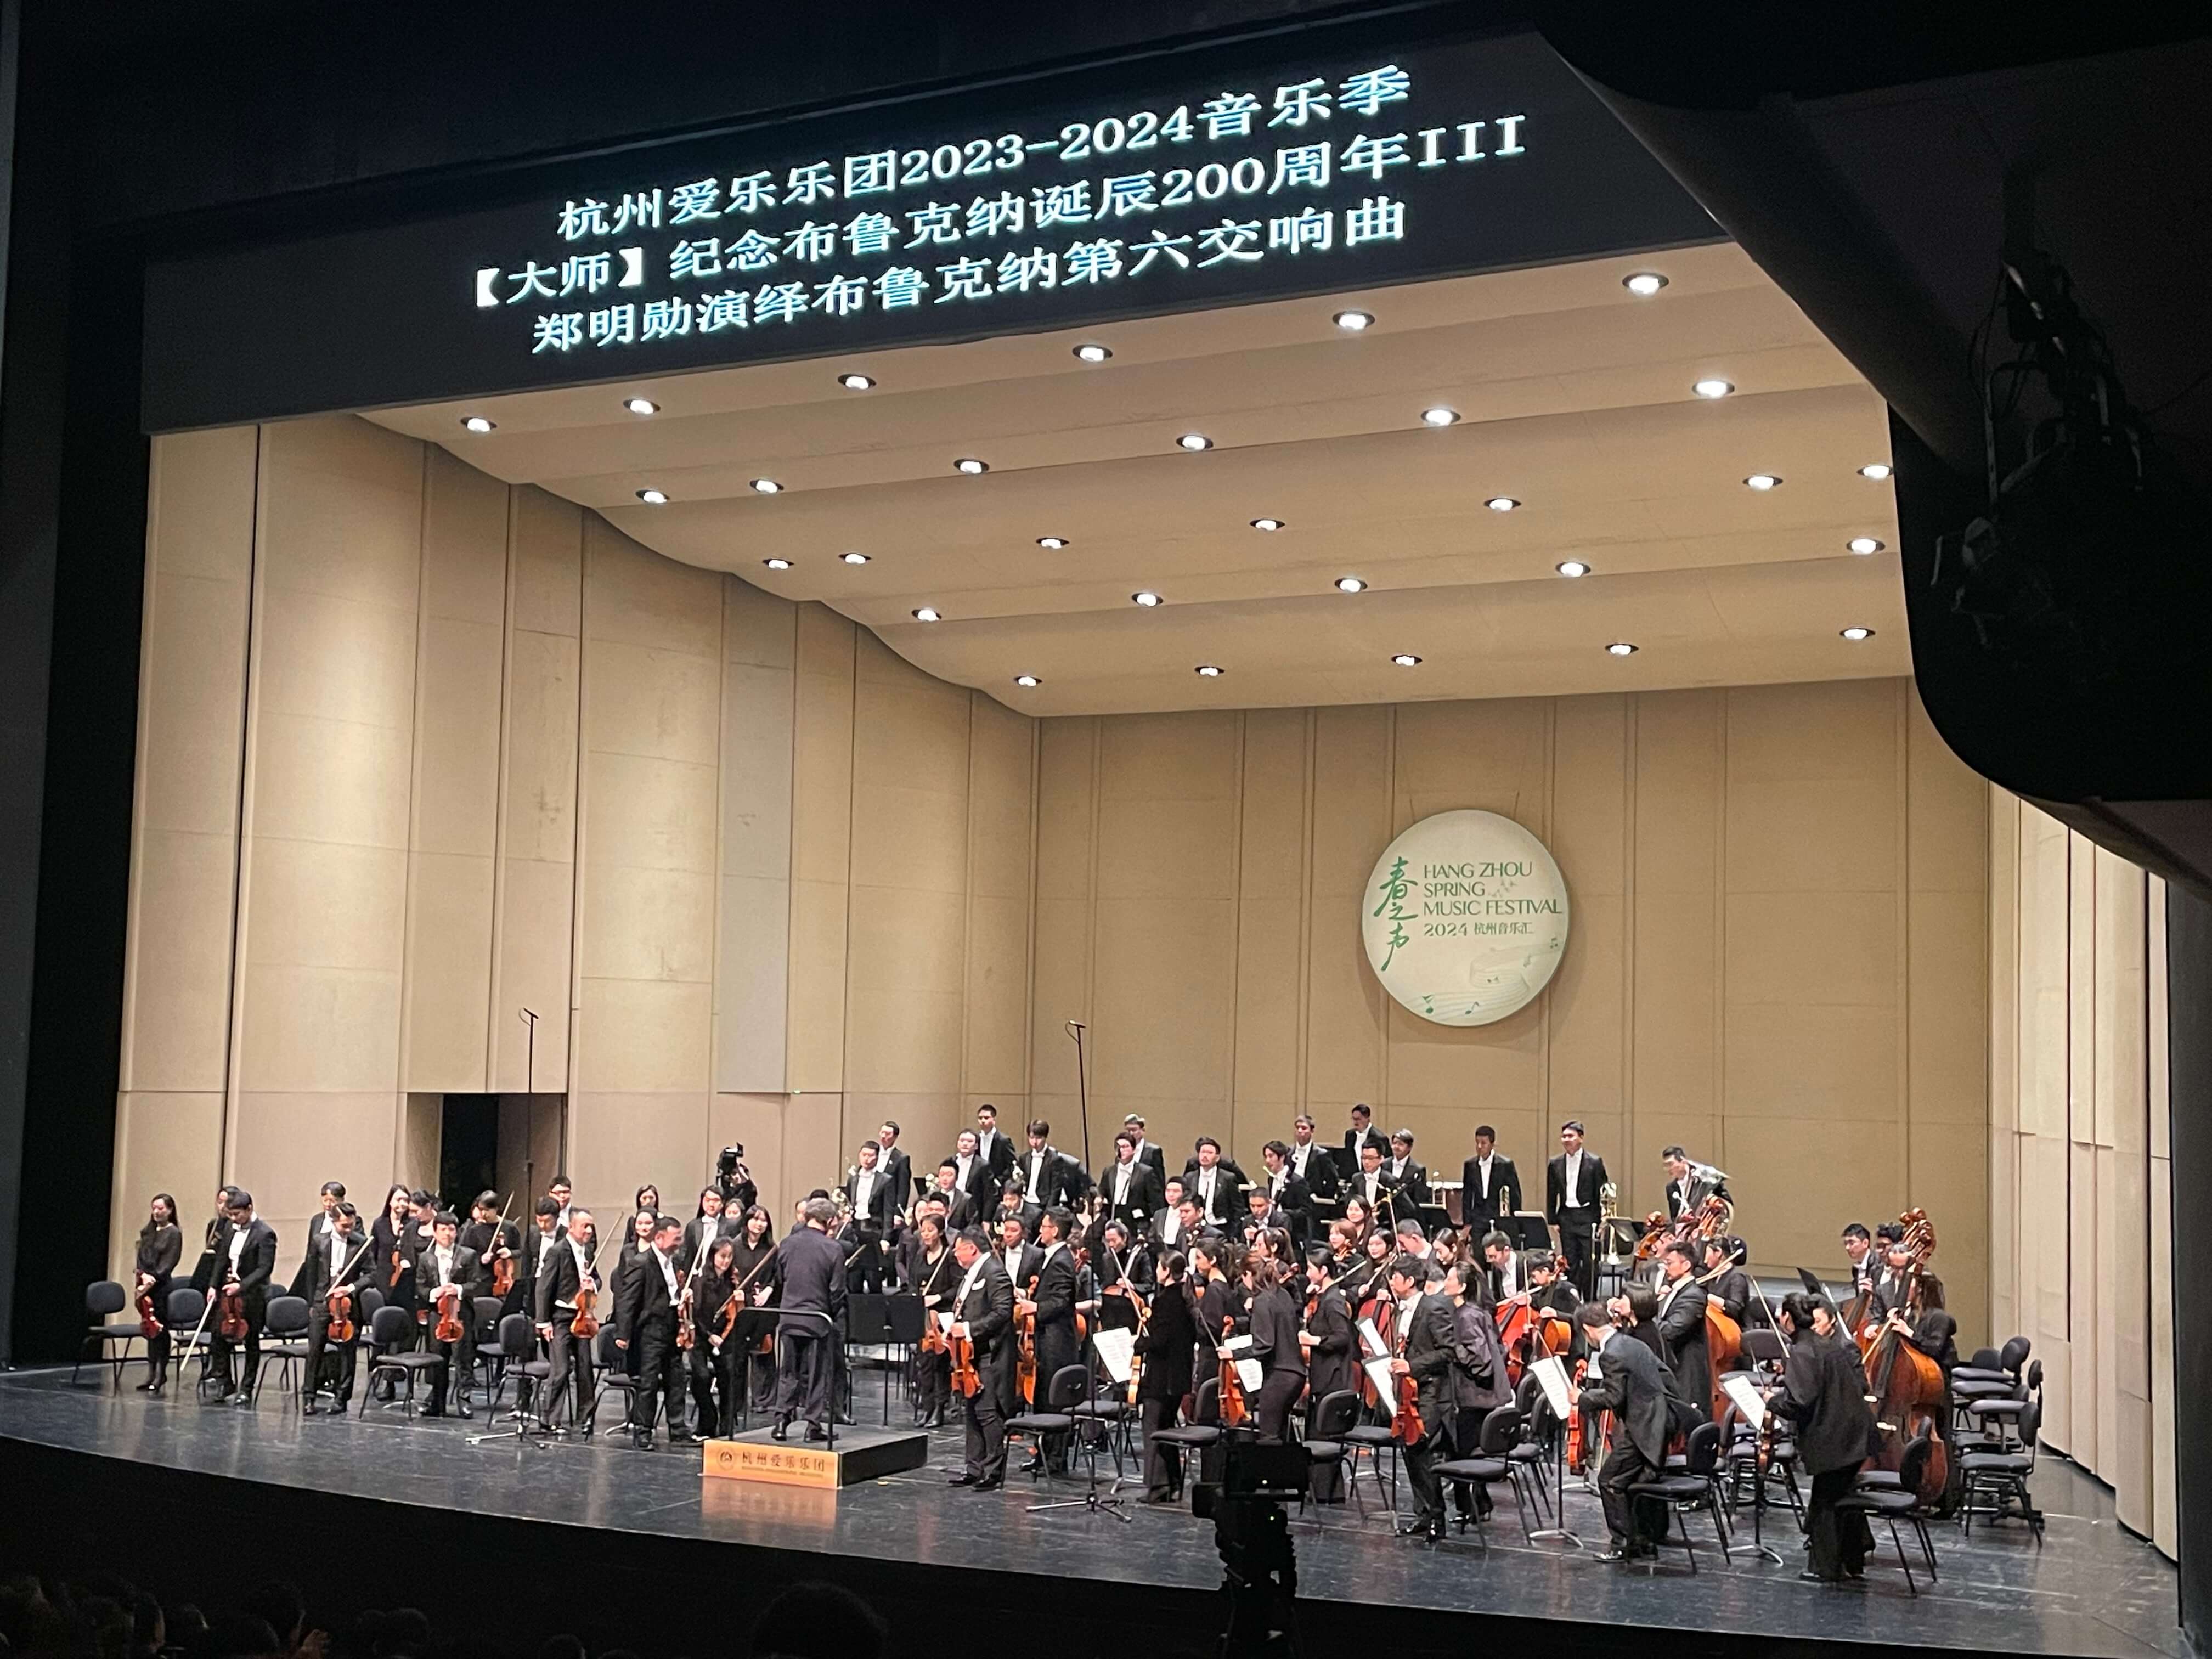 杭州爱乐乐团2023-2024音乐季
【大师】纪念布鲁克纳诞辰200周年III
郑明勋演绎布鲁克纳第六交响曲
春之声
HANG ZHOU
SPRING
MUSIC FESTIVAL
2024 杭州音乐汇
杭州爱乐乐团